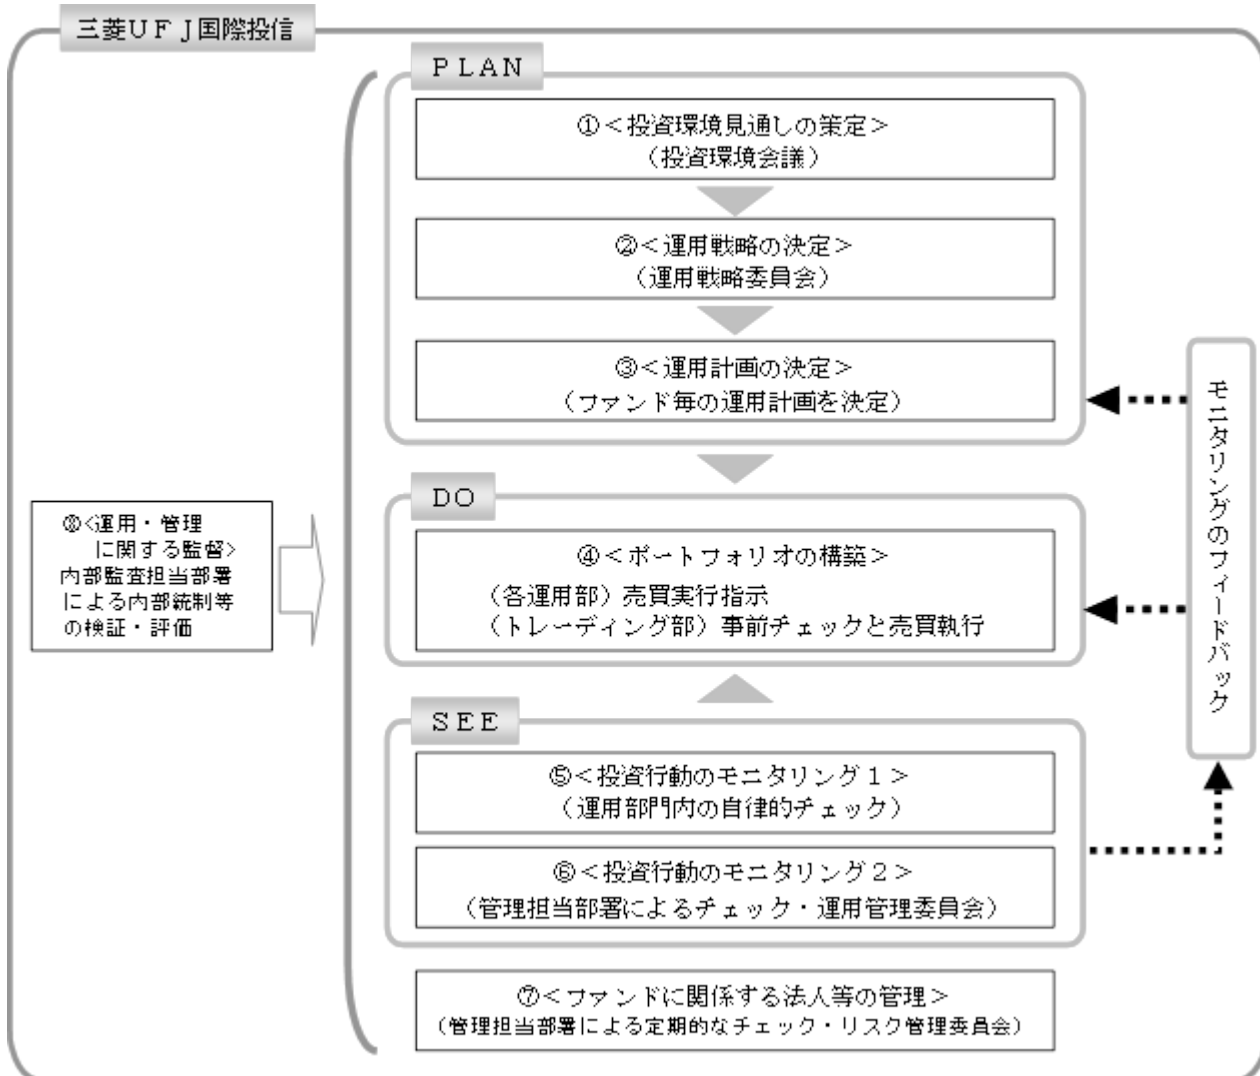 三菱ＵＦＪ国際投信
ＰＬＡＮ
①＜投資環境見通しの策定＞
（投資環境会議）
②＜運用戦略の決定＞
（運用戦略委員会）
③＜運用計画の決定＞
（ファンド毎の運用計画を決定）
ＤＯ
④＜ポートフォリオの構築＞
（各運用部）売買実行指示
（トレーディング部）事前チェックと売買執行
ＳＥＥ
⑤＜投資行動のモニタリング１＞
（運用部門内の自律的チェック）
⑥＜投資行動のモニタリング２＞
（管理担当部署によるチェック・運用管理委員会）
⑦＜ファンドに関係する法人等の管理＞
（管理担当部署による定期的なチェック・リスク管理委員会）
⑧<運用・管理
に関する監督>
内部監査担当部署
による内部統制等
の検証・評価
モニタリングのフィードバック